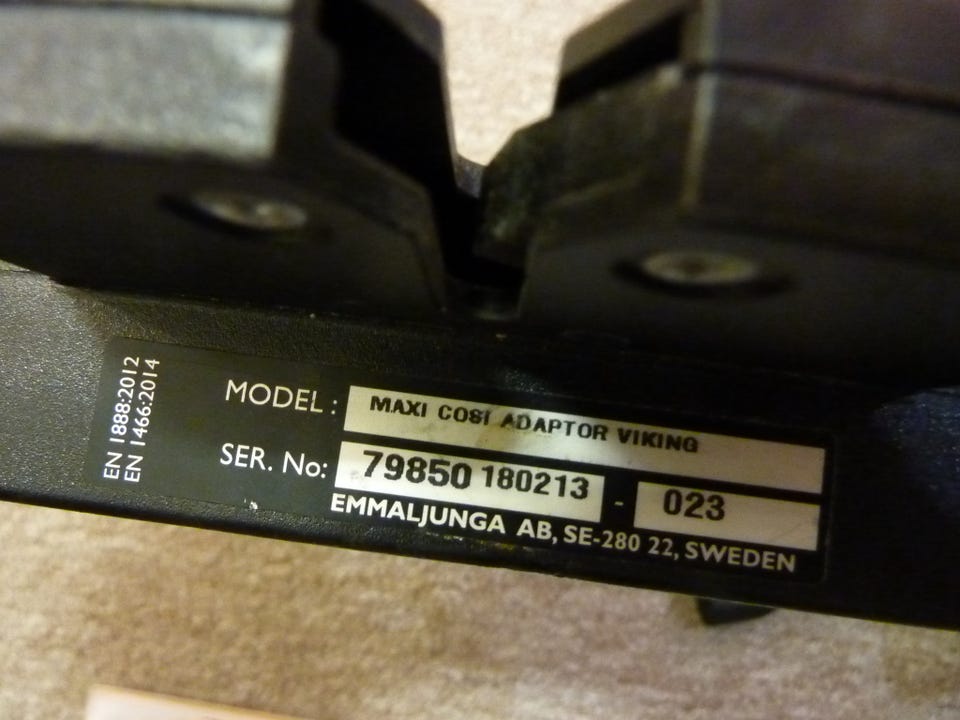 EN 1888:2012
EN 1466:2014
MODEL: MAXI COSI ADAPTOR VIKING
SER. No: 79850 180213 - 023
EMMALJUNGA AB, SE-280 22, SWEDEN